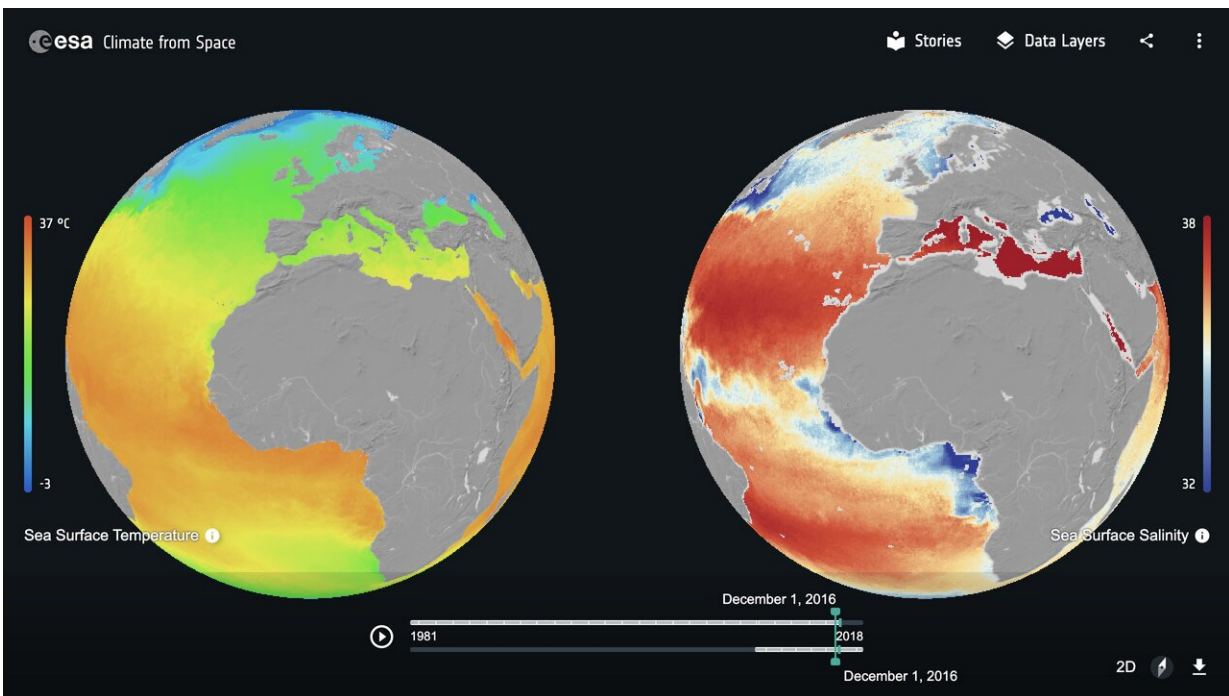 esa Climate from Space
Stories Data Layers
37 °C
38
-3
32
Sea Surface Temperature i
Sea Surface Salinity i
December 1, 2016
1981 2018
December 1, 2016
2D